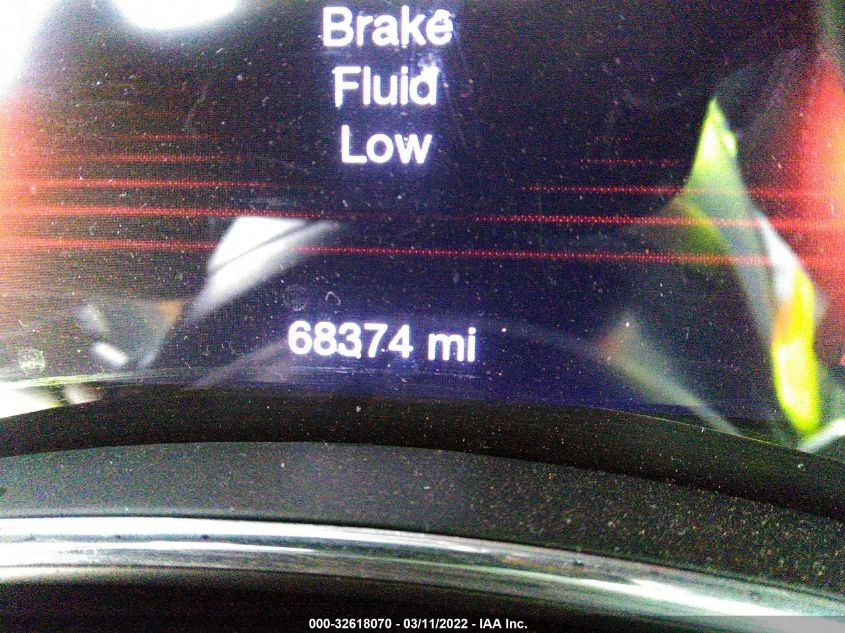 Brake
Fluid
Low
68374 mi
000-32618070 - 03/11/2022 - IAA Inc.